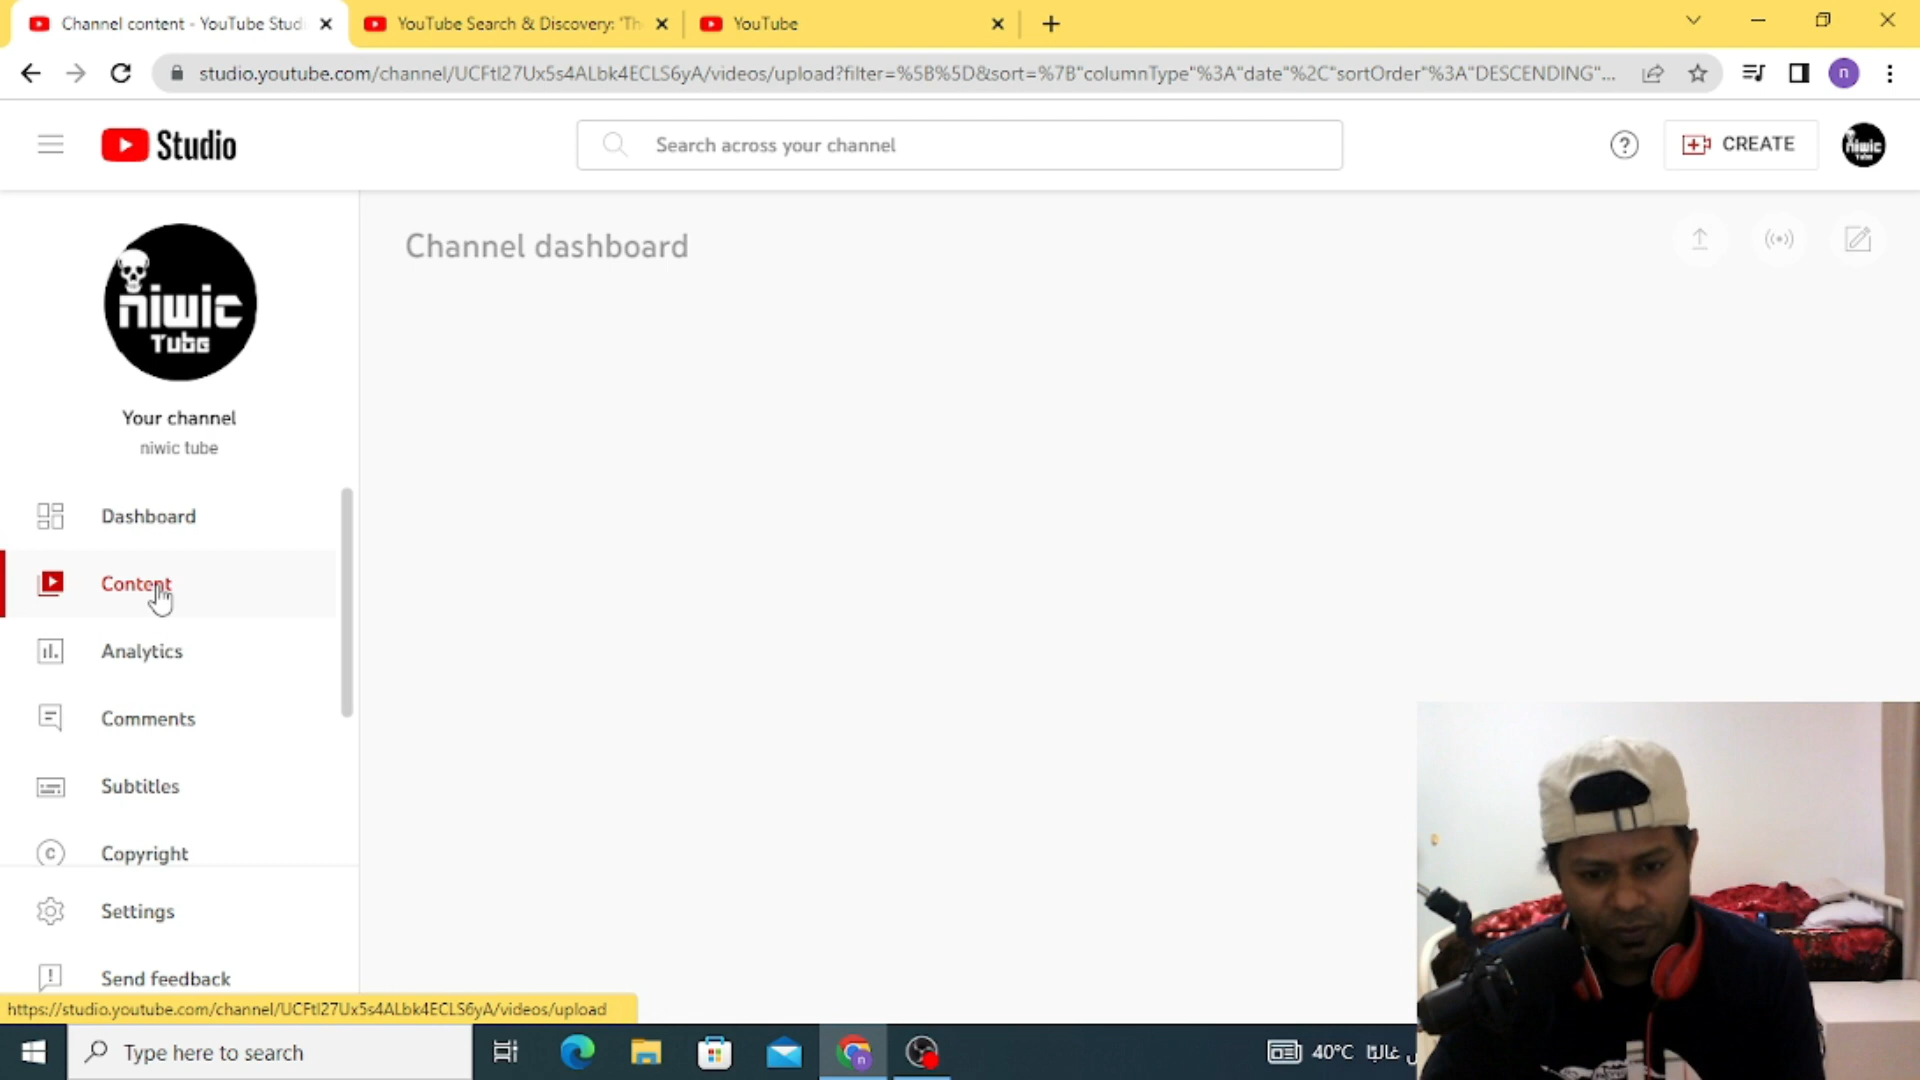 Channel content - YouTube Stud
YouTube Search & Discovery: 'Th
YouTube
studio.youtube.com/channel/UCFtI27Ux5s4ALbk4ECLS6yA/videos/upload?filter=%5B%5D&sort=%7B"columnType"%3A"date"%2C"sortOrder"%3A"DESCENDING"...
n
Studio
Search across your channel
CREATE
niwic
Tube
Channel dashboard
niwic
Tube
Your channel
niwic tube
Dashboard
Content
Analytics
Comments
Subtitles
Copyright
Settings
Send feedback
https://studio.youtube.com/channel/UCFtI27Ux5s4ALbk4ECLS6yA/videos/upload
Type here to search
n
40°C غالبًا